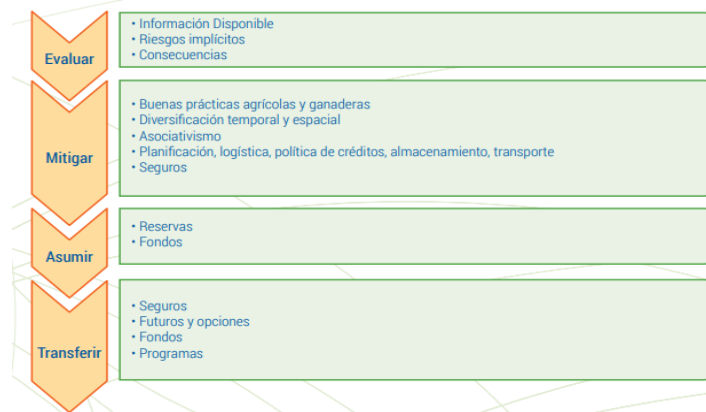 Evaluar
• Información Disponible
• Riesgos implícitos
• Consecuencias
Mitigar
• Buenas prácticas agrícolas y ganaderas
• Diversificación temporal y espacial
• Asociativismo
• Planificación, logística, política de créditos, almacenamiento, transporte
• Seguros
Asumir
• Reservas
• Fondos
Transferir
• Seguros
• Futuros y opciones
• Fondos
• Programas